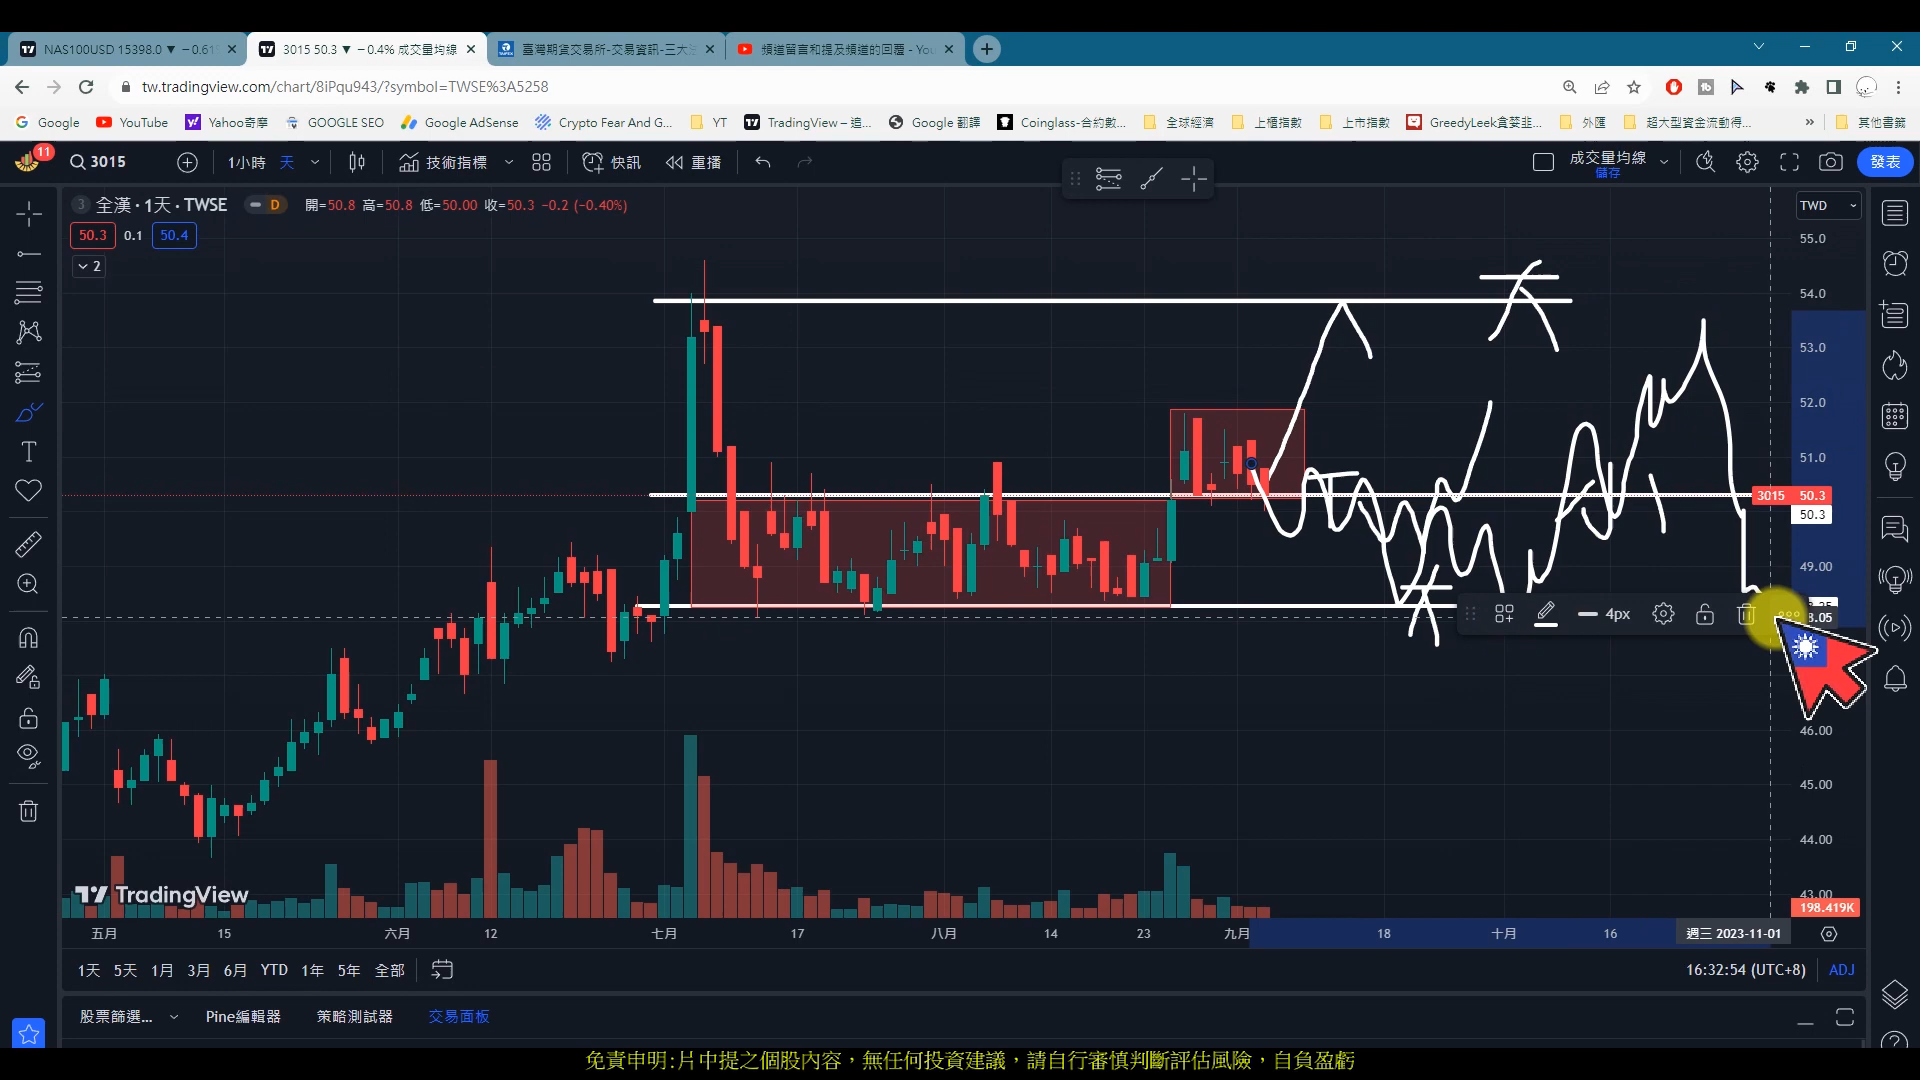 NAS100USD 15398.0 ▼ −0.61
3015 50.3 ▼ −0.4% 成交量均線
臺灣期貨交易所-交易資訊-三大
頻道留言和提及頻道的回覆 - You
tw.tradingview.com/chart/8iPqu943/?symbol=TWSE%3A5258
Google
YouTube
Yahoo奇摩
GOOGLE SEO
Google AdSense
Crypto Fear And G...
YT
TradingView – 追...
Google 翻譯
Coinglass-合約數...
全球經濟
上櫃指數
上市指數
GreedyLeek貪婪韭...
外匯
超大型資金流動得...
»
其他書籤
11
3015
1小時
天
技術指標
快訊
重播
成交量均線
儲存
發表
3
全漢 · 1天 · TWSE
D
開=50.8 高=50.8 低=50.00 收=50.3 −0.2 (−0.40%)
TWD
50.3
0.1
50.4
2
55.0
54.0
53.0
52.0
51.0
3015 50.3
50.3
49.00
4px
46.00
45.00
44.00
43.00
198.419K
TradingView
五月
15
六月
12
七月
17
八月
14
23
九月
18
十月
16
週三 2023-11-01
1天
5天
1月
3月
6月
YTD
1年
5年
全部
16:32:54 (UTC+8)
ADJ
股票篩選...
Pine編輯器
策略測試器
交易面板
免責申明:片中提之個股內容，無任何投資建議，請自行審慎判斷評估風險，自負盈虧